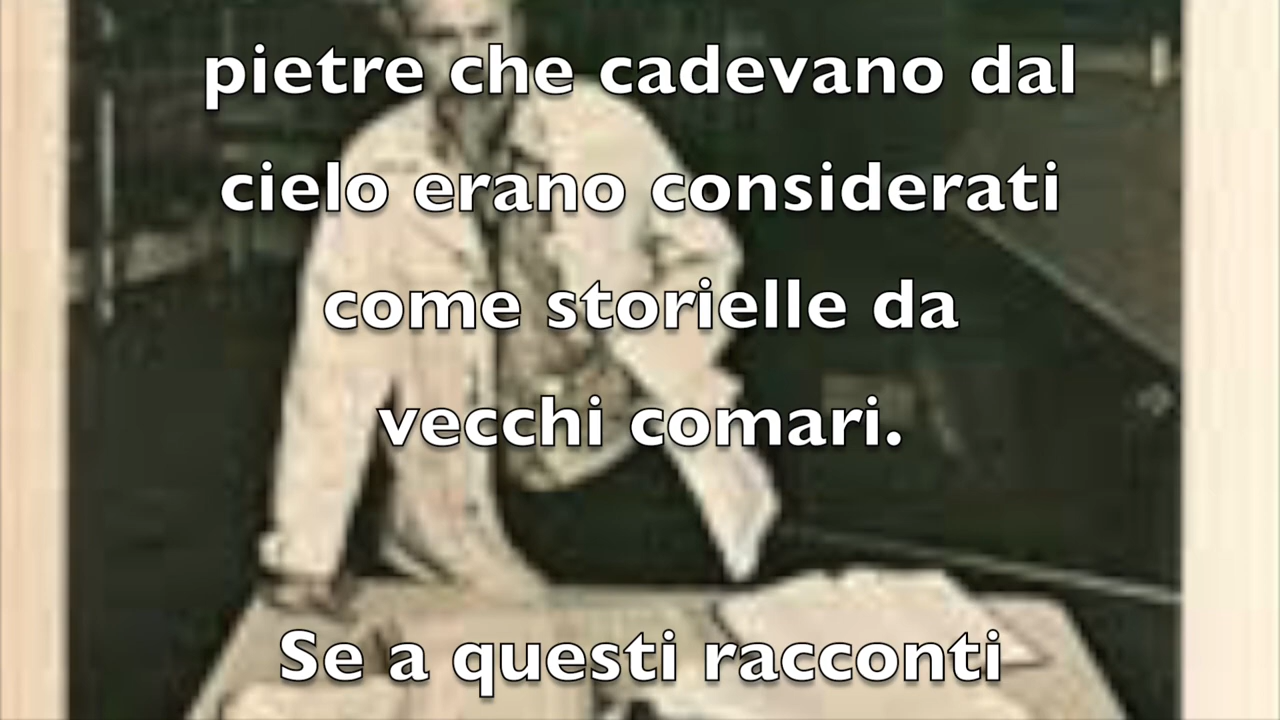 pietre che cadevano dal
cielo erano considerati
come storielle da
vecchi comari.
Se a questi racconti